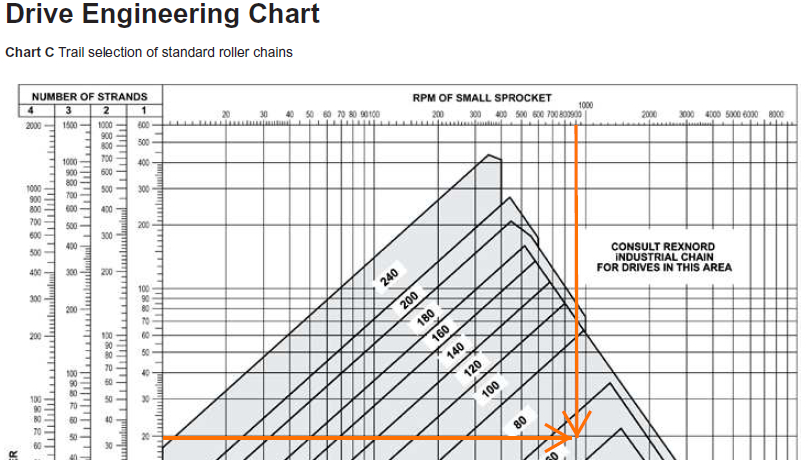 Drive Engineering Chart
Chart C Trail selection of standard roller chains
NUMBER OF STRANDS
4 3 2 1
RPM OF SMALL SPROCKET
20 30 40 50 60 70 80 90 100 200 300 400 500 600 700 800 900 1000 2000 3000 4000 5000 6000 8000
2000 1500 1000 600
900
800 500
1000 700 400
900 600
1000 800 500 300
900 700
800 600 400
700 500 200
600 300
500 400
400 300 200
300 200 100
90
80
70
200 100 60
90
80 50
100 70
90 60 40
80
100 70 50 30
90 60
80 40
70 50 20
60 40 30
CONSULT REXNORD
INDUSTRIAL CHAIN
FOR DRIVES IN THIS AREA
240
200
180
160
140
120
100
80
60
ER